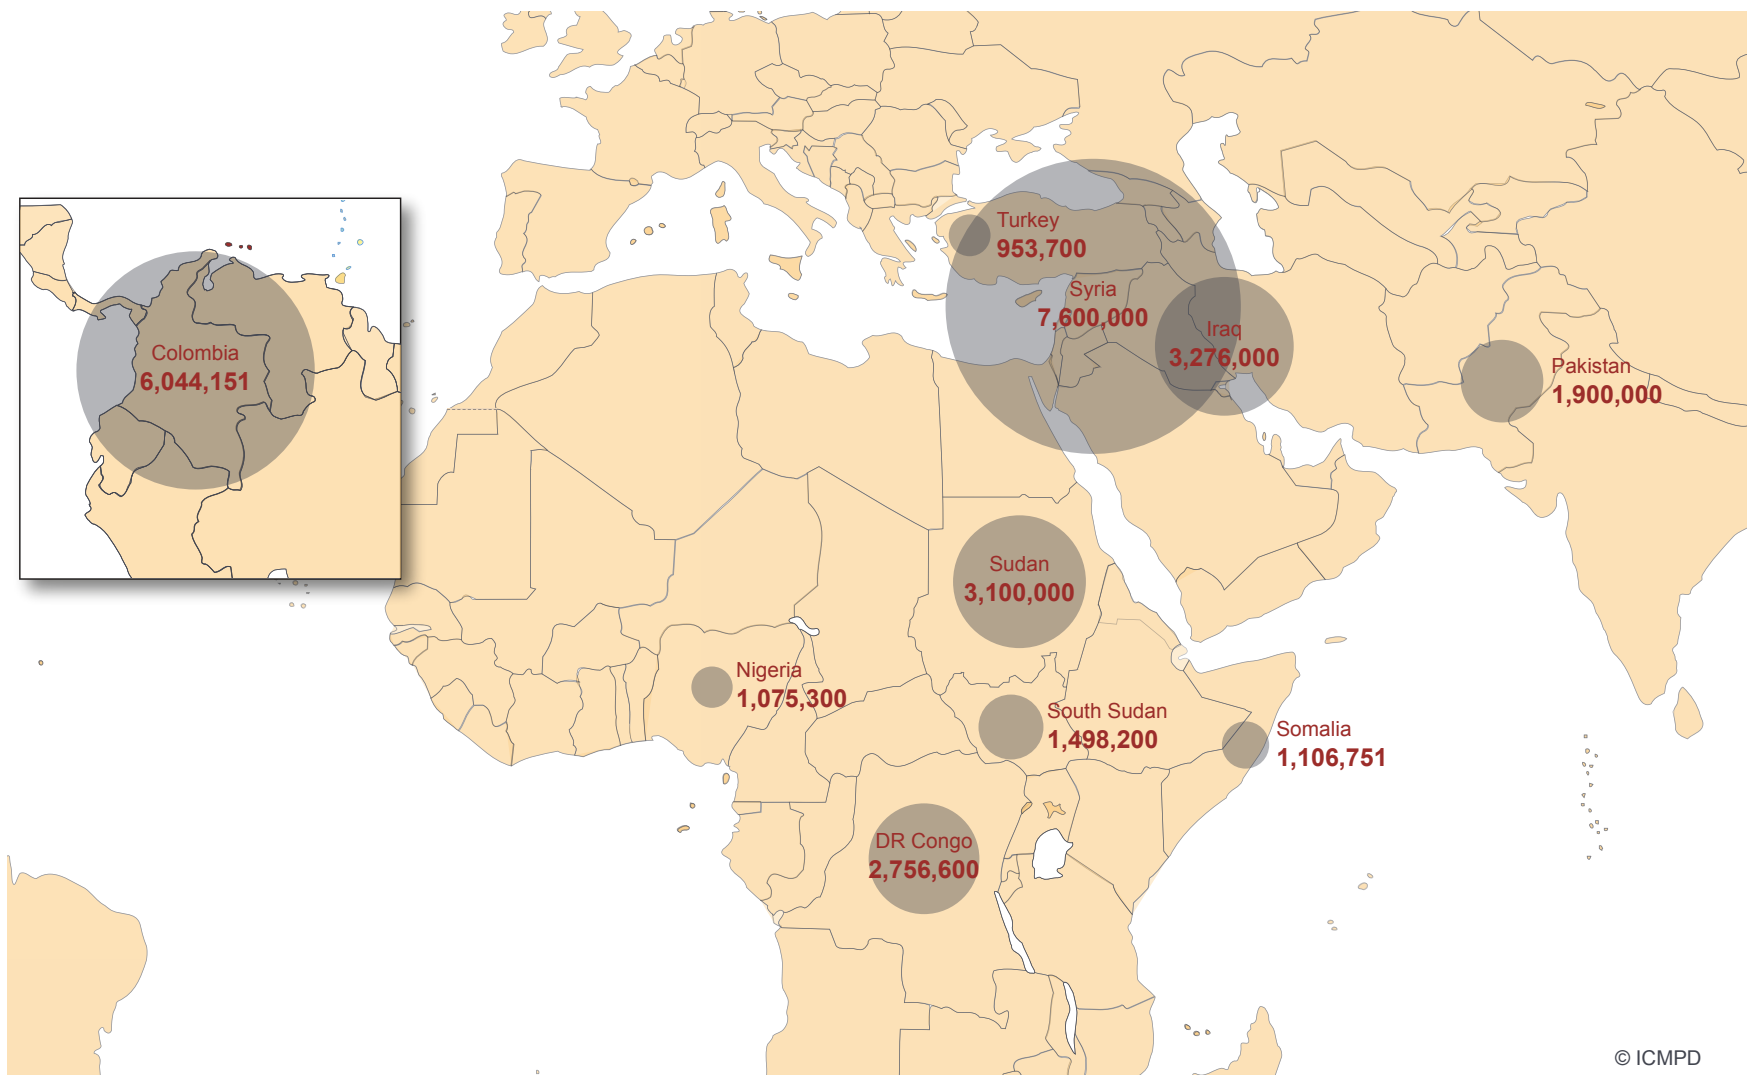 Turkey
953,700
Syria
7,600,000
Iraq
3,276,000
Colombia
6,044,151
Pakistan
1,900,000
Sudan
3,100,000
Nigeria
1,075,300
South Sudan
1,498,200
Somalia
1,106,751
DR Congo
2,756,600
© ICMPD